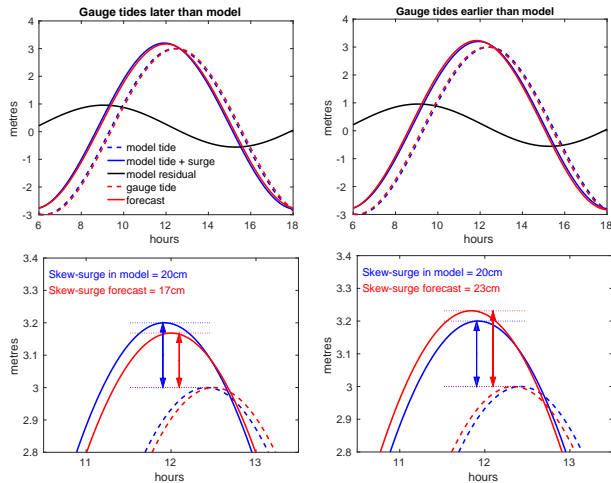 Gauge tides later than model
4
3
2
1
0
-1
-2
-3
metres
model tide
model tide + surge
model residual
gauge tide
forecast
6 8 10 12 14 16 18
hours
Gauge tides earlier than model
4
3
2
1
0
-1
-2
-3
metres
6 8 10 12 14 16 18
hours
3.4
3.3
3.2
3.1
3
2.9
2.8
metres
Skew-surge in model = 20cm
Skew-surge forecast = 17cm
11 12 13
hours
3.4
3.3
3.2
3.1
3
2.9
2.8
metres
Skew-surge in model = 20cm
Skew-surge forecast = 23cm
11 12 13
hours